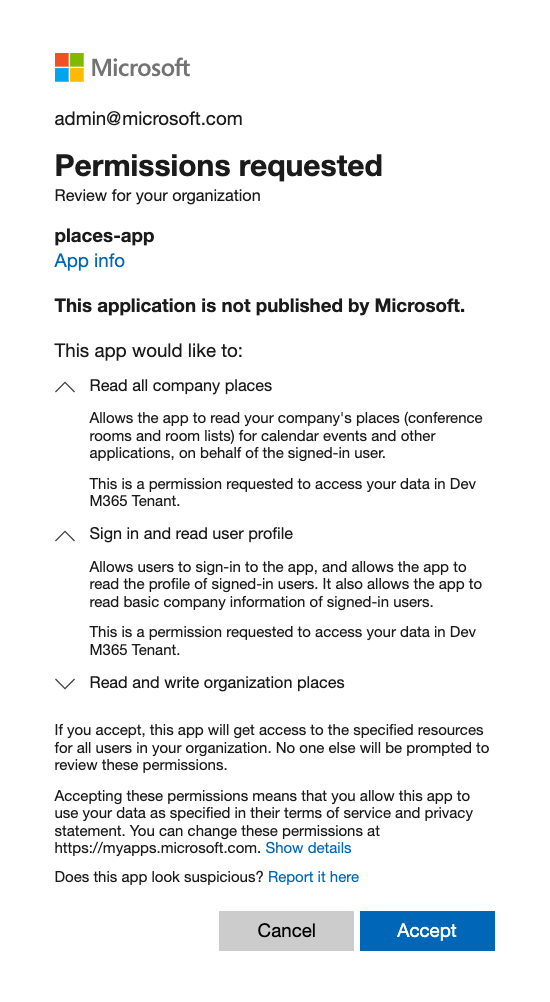 Microsoft
admin@microsoft.com
Permissions requested
Review for your organization
places-app
App info
This application is not published by Microsoft.
This app would like to:
Read all company places
Allows the app to read your company's places (conference
rooms and room lists) for calendar events and other
applications, on behalf of the signed-in user.
This is a permission requested to access your data in Dev
M365 Tenant.
Sign in and read user profile
Allows users to sign-in to the app, and allows the app to
read the profile of signed-in users. It also allows the app to
read basic company information of signed-in users.
This is a permission requested to access your data in Dev
M365 Tenant.
Read and write organization places
If you accept, this app will get access to the specified resources
for all users in your organization. No one else will be prompted to
review these permissions.
Accepting these permissions means that you allow this app to
use your data as specified in their terms of service and privacy
statement. You can change these permissions at
https://myapps.microsoft.com. Show details
Does this app look suspicious? Report it here
Cancel Accept